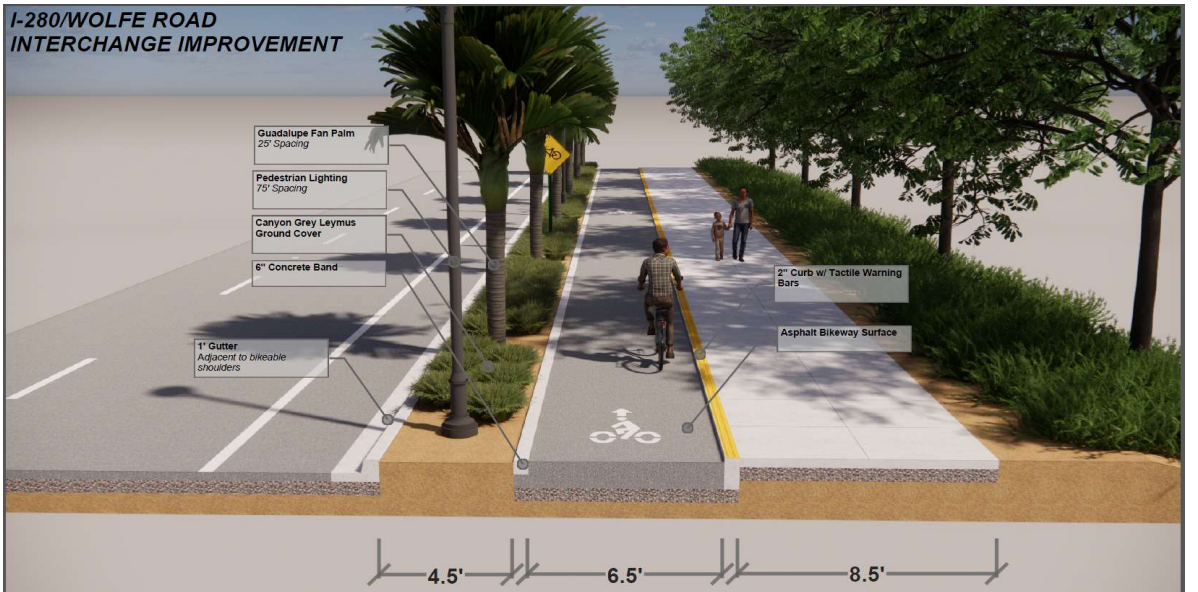 I-280/WOLFE ROAD
INTERCHANGE IMPROVEMENT
Guadalupe Fan Palm
25' Spacing
Pedestrian Lighting
75' Spacing
Canyon Grey Leymus
Ground Cover
6" Concrete Band
1' Gutter
Adjacent to bikeable
shoulders
2" Curb w/ Tactile Warning
Bars
Asphalt Bikeway Surface
4.5'
6.5'
8.5'